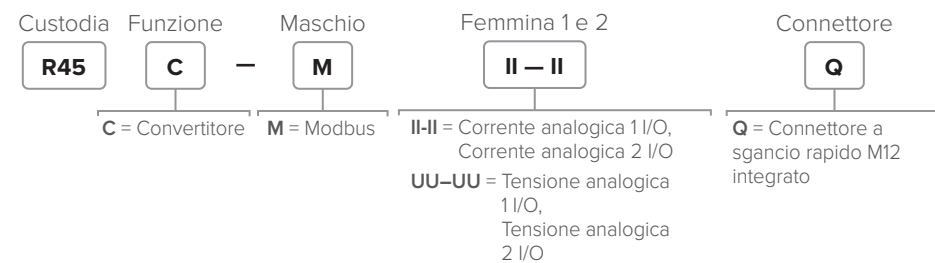 Custodia Funzione Maschio Femmina 1 e 2 Connettore
R45 C – M II — II Q
C = Convertitore
M = Modbus
II-II = Corrente analogica 1 I/O,
Corrente analogica 2 I/O
UU–UU = Tensione analogica
1 I/O,
Tensione analogica
2 I/O
Q = Connettore a
sgancio rapido M12
integrato